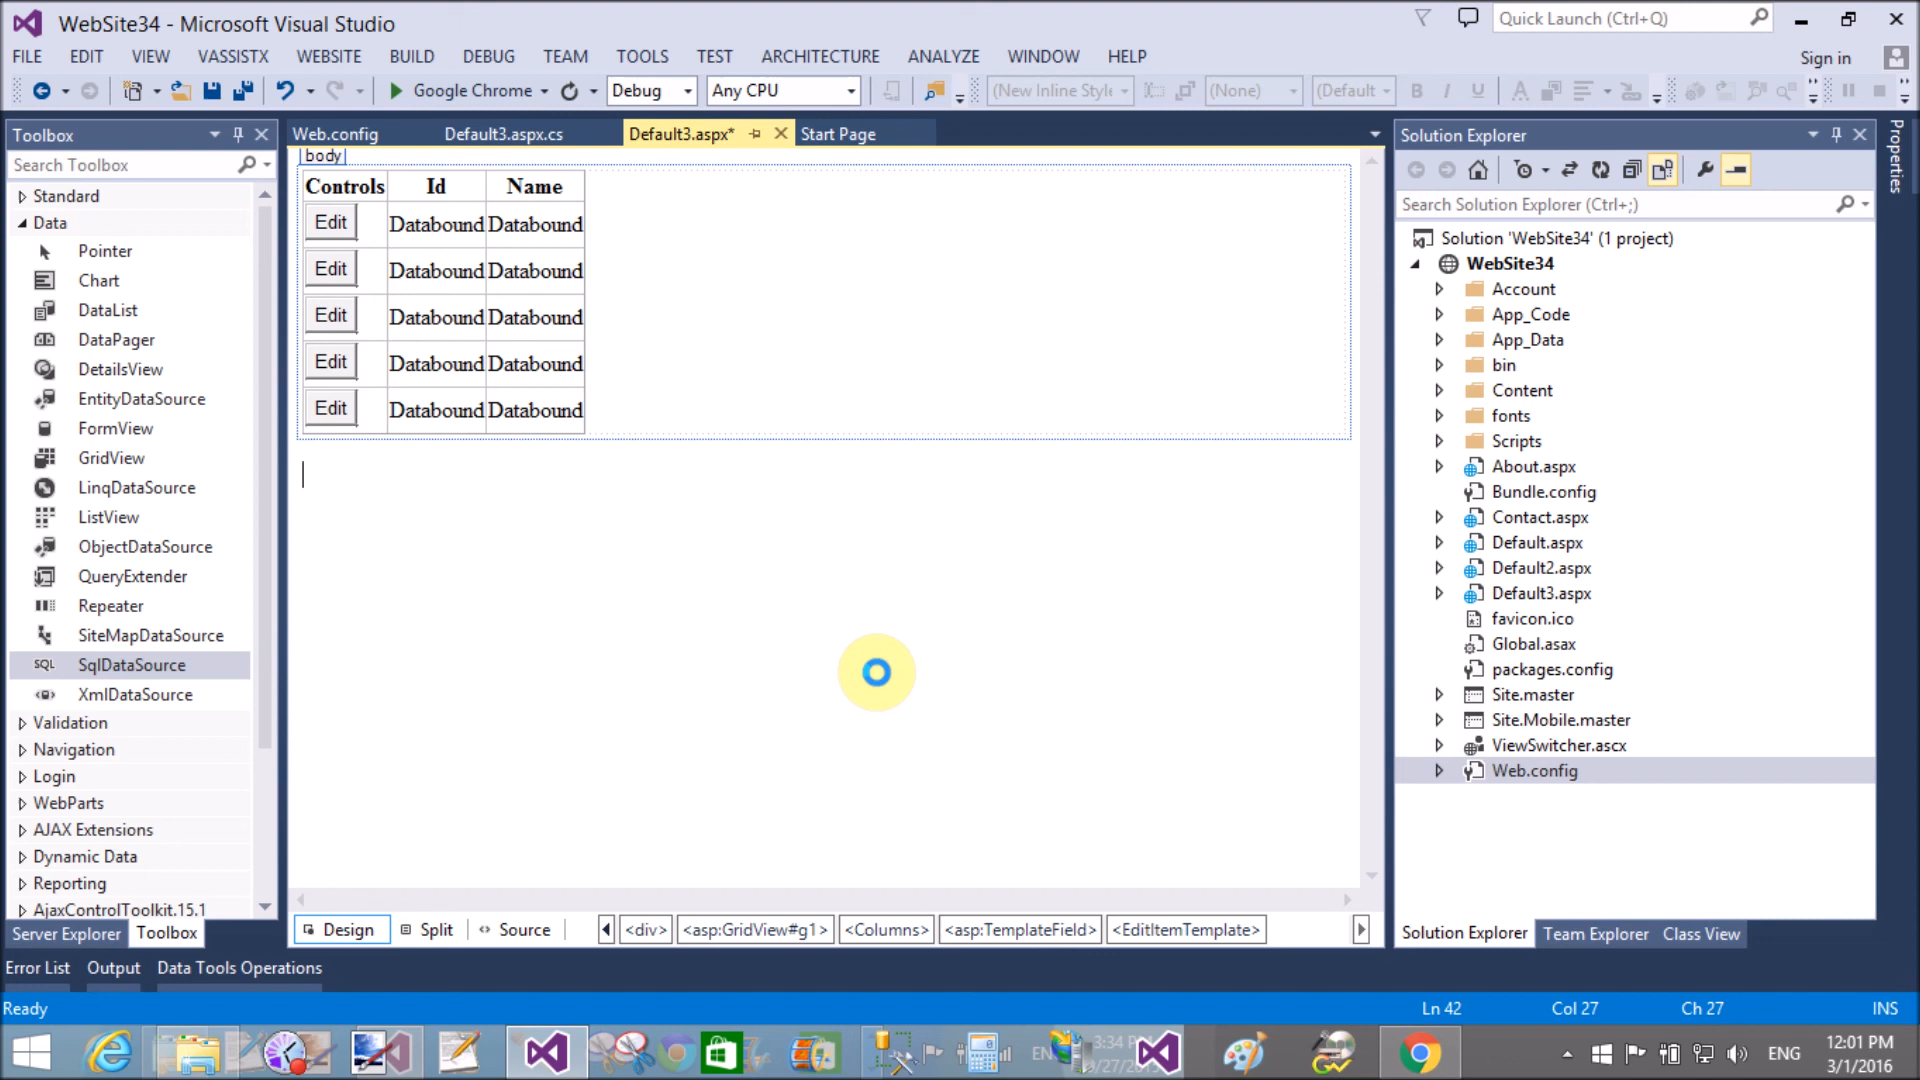 WebSite34 - Microsoft Visual Studio
Quick Launch (Ctrl+Q)
FILE EDIT VIEW VASSISTX WEBSITE BUILD DEBUG TEAM TOOLS TEST ARCHITECTURE ANALYZE WINDOW HELP
Sign in
Google Chrome Debug Any CPU (New Inline Style (None) (Default B I U A
Toolbox
Search Toolbox
Standard
Data
Pointer
Chart
DataList
DataPager
DetailsView
EntityDataSource
FormView
GridView
LinqDataSource
ListView
ObjectDataSource
QueryExtender
Repeater
SiteMapDataSource
SQL SqlDataSource
XmlDataSource
Validation
Navigation
Login
WebParts
AJAX Extensions
Dynamic Data
Reporting
AjaxControlToolkit.15.1
Server Explorer Toolbox
Web.config Default3.aspx.cs Default3.aspx* Start Page
body
Controls Id Name
Edit Databound Databound
Edit Databound Databound
Edit Databound Databound
Edit Databound Databound
Edit Databound Databound
Design Split Source <div> <asp:GridView#g1> <Columns> <asp:TemplateField> <EditItemTemplate>
Solution Explorer
Search Solution Explorer (Ctrl+;)
Solution 'WebSite34' (1 project)
WebSite34
Account
App_Code
App_Data
bin
Content
fonts
Scripts
About.aspx
Bundle.config
Contact.aspx
Default.aspx
Default2.aspx
Default3.aspx
favicon.ico
Global.asax
packages.config
Site.master
Site.Mobile.master
ViewSwitcher.ascx
Web.config
Solution Explorer Team Explorer Class View
Properties
Error List Output Data Tools Operations
Ready Ln 42 Col 27 Ch 27 INS
EN 3:34 PM
ENG 12:01 PM
3/1/2016